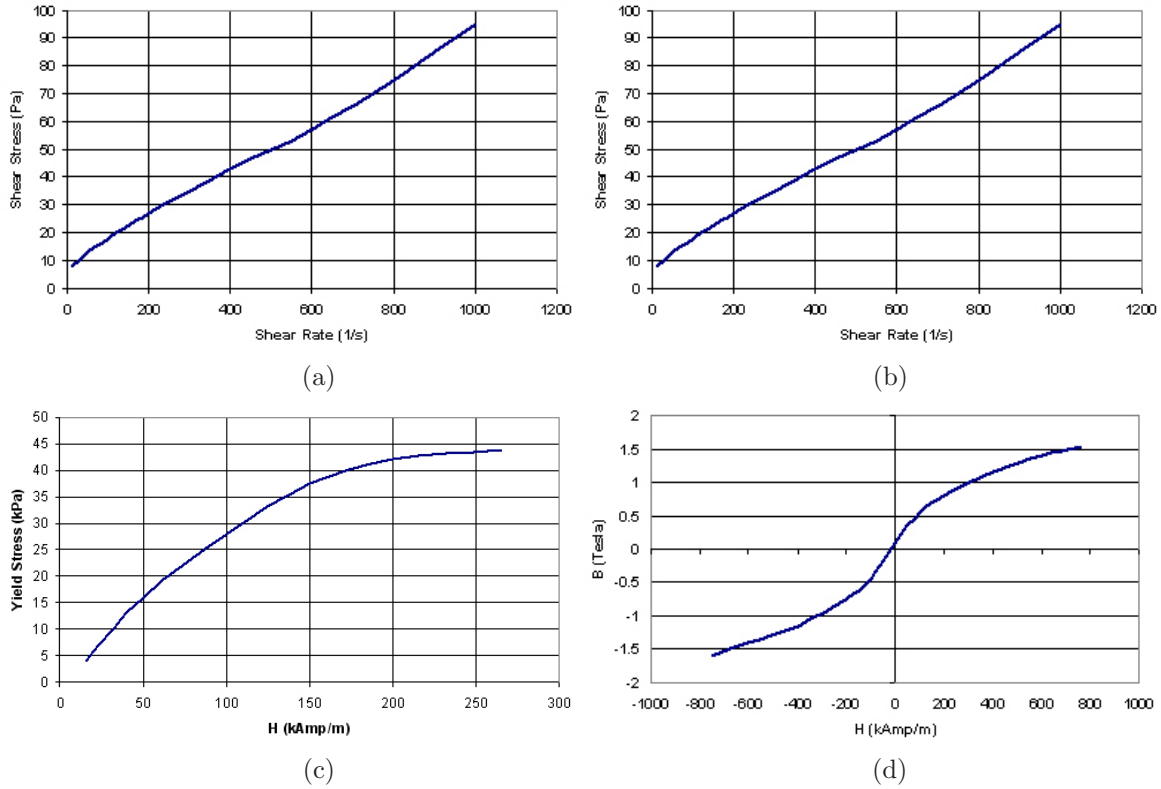 100
90
80
70
60
50
40
30
20
10
0
Shear Stress (Pa)
0 200 400 600 800 1000 1200
Shear Rate (1/s)
(a)
100
90
80
70
60
50
40
30
20
10
0
Shear Stress (Pa)
0 200 400 600 800 1000 1200
Shear Rate (1/s)
(b)
50
45
40
35
30
25
20
15
10
5
0
Yield Stress (kPa)
0 50 100 150 200 250 300
H (kAmp/m)
(c)
2
1.5
1
0.5
0
-0.5
-1
-1.5
-2
B (Tesla)
-1000 -800 -600 -400 -200 0 200 400 600 800 1000
H (kAmp/m)
(d)